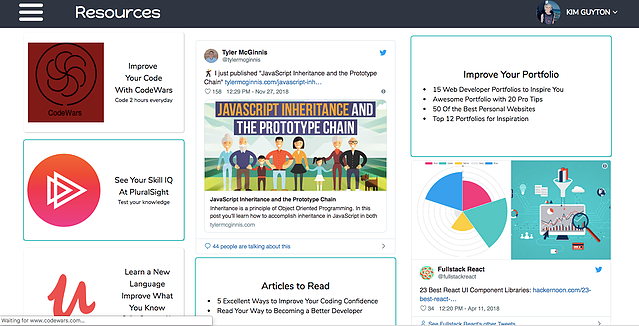 Resources
KIM GUYTON
CodeWars
Improve
Your Code
With CodeWars
Code 2 hours everyday
See Your Skill IQ
At PluralSight
Test your knowledge
Learn a New
Language
Improve What
You Know
Waiting for www.codewars.com...
Tyler McGinnis
@tylermcginnis
I just published "JavaScript Inheritance and the Prototype
Chain" tylermcginnis.com/javascript-inh…
158 12:29 PM - Nov 27, 2018
JAVASCRIPT INHERITANCE AND
THE PROTOTYPE CHAIN
JavaScript Inheritance and the Prototype Chain
Inheritance is a principle of Object Oriented Programming. In this
post you'll learn how to accomplish inheritance in JavaScript in both
tylermcginnis.com
44 people are talking about this
Articles to Read
• 5 Excellent Ways to Improve Your Coding Confidence
• Read Your Way to Becoming a Better Developer
Improve Your Portfolio
• 15 Web Developer Portfolios to Inspire You
• Awesome Portfolio with 20 Pro Tips
• 50 Of the Best Personal Websites
• Top 12 Portfolios for Inspiration
Fullstack React
@fullstackreact
23 Best React UI Component Libraries: hackernoon.com/23-
best-react-…
34 12:20 PM - Apr 11, 2018
See Fullstack React's other Tweets